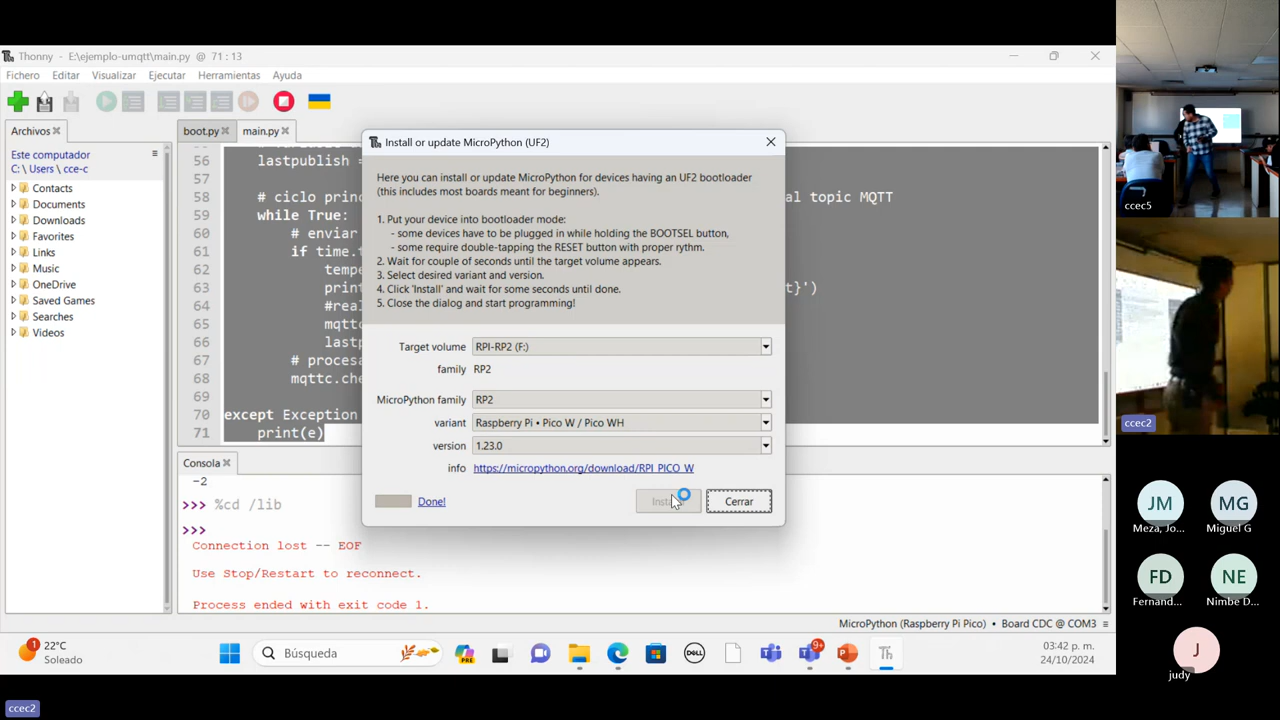 Thonny - E:\ejemplo-umqtt\main.py @ 71 : 13
Fichero Editar Visualizar Ejecutar Herramientas Ayuda
Archivos
boot.py main.py
Este computador
C: \ Users \ cce-c
Contacts
Documents
Downloads
Favorites
Links
Music
OneDrive
Saved Games
Searches
Videos
56 lastpublish =
57
58 # ciclo princ al topic MQTT
59 while True:
60 # enviar
61 if time.t
62 tempe
63 print t}')
64 #real
65 mqttc
66 lastp
67 # procesa
68 mqttc.che
69
70 except Exception
71 print(e)
Install or update MicroPython (UF2)
Here you can install or update MicroPython for devices having an UF2 bootloader
(this includes most boards meant for beginners).
1. Put your device into bootloader mode:
- some devices have to be plugged in while holding the BOOTSEL button,
- some require double-tapping the RESET button with proper rythm.
2. Wait for couple of seconds until the target volume appears.
3. Select desired variant and version.
4. Click 'Install' and wait for some seconds until done.
5. Close the dialog and start programming!
Target volume RPI-RP2 (F:)
family RP2
MicroPython family RP2
variant Raspberry Pi • Pico W / Pico WH
version 1.23.0
info https://micropython.org/download/RPI_PICO_W
Done! Cerrar
Consola
-2
>>> %cd /lib
>>>
Connection lost -- EOF
Use Stop/Restart to reconnect.
Process ended with exit code 1.
MicroPython (Raspberry Pi Pico) • Board CDC @ COM3
1
22°C
Soleado
Búsqueda
PRE
DELL
9+
Th
03:42 p. m.
24/10/2024
ccec5
ccec2
JM
Meza, Jo...
MG
Miguel G
FD
Fernand...
NE
Nimbe D...
J
judy
ccec2